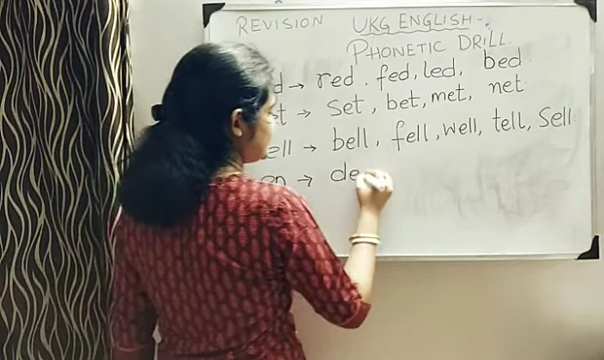 REVISION UKG ENGLISH -
PHONETIC DRILL
d → red, fed, led, bed
t → set, bet, met, net
ell → bell, fell, well, tell, sell
en → de